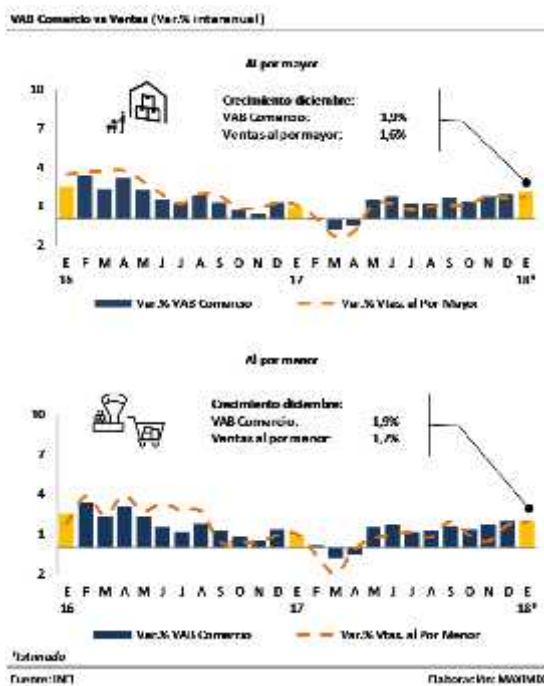 VAB Comercio vs Ventas (Var.% interanual)
Al por mayor
Crecimiento diciembre:
VAB Comercio: 1,9%
Ventas al por mayor: 1,6%
10
7
4
1
2
E F M A M J J A S O N D E F M A M J J A S O N D E
16 17 18*
Var.% VAB Comercio Var.% Vtas. al Por Mayor
Al por menor
Crecimiento diciembre:
VAB Comercio. 1,9%
Ventas al por menor: 1,7%
10
7
4
1
2
E F M A M J J A S O N D E F M A M J J A S O N D E
16 17 18*
Var.% VAB Comercio Var.% Vtas. al Por Menor
*Estimado
Fuente: INEI Elaboración: MAXIMIXE